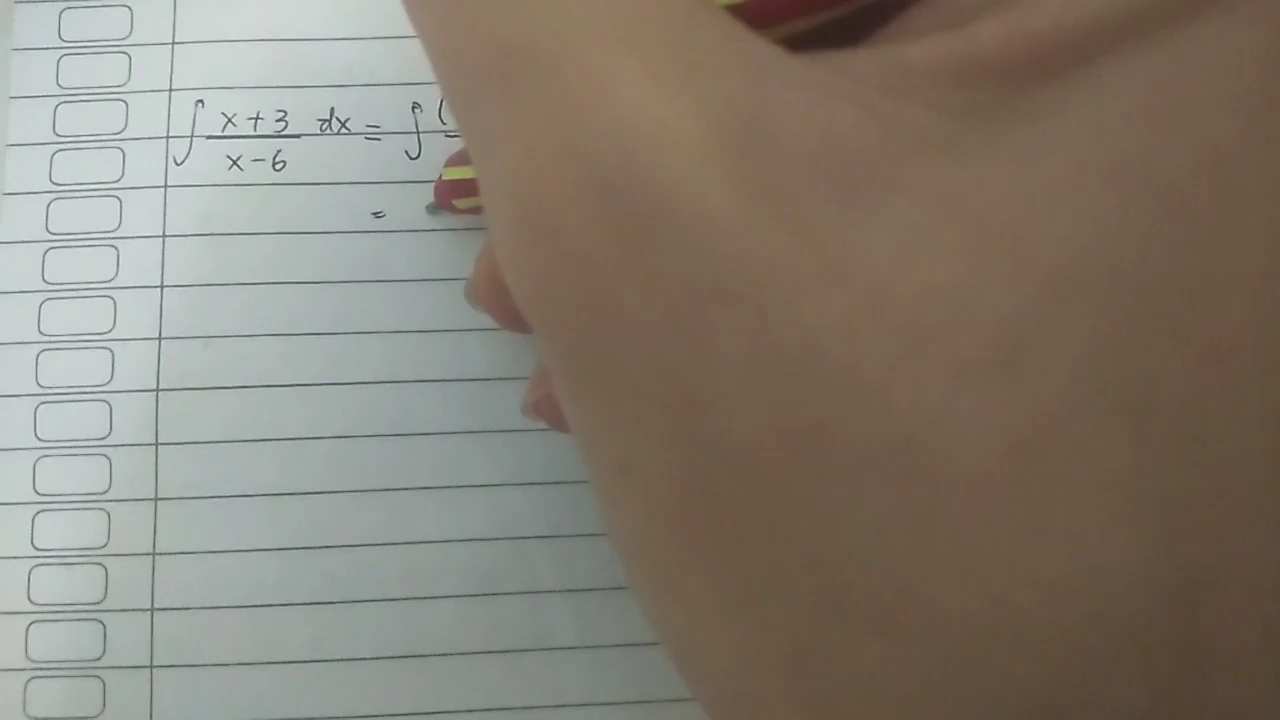 ∫ x+3 / x-6 dx = ∫ (
=